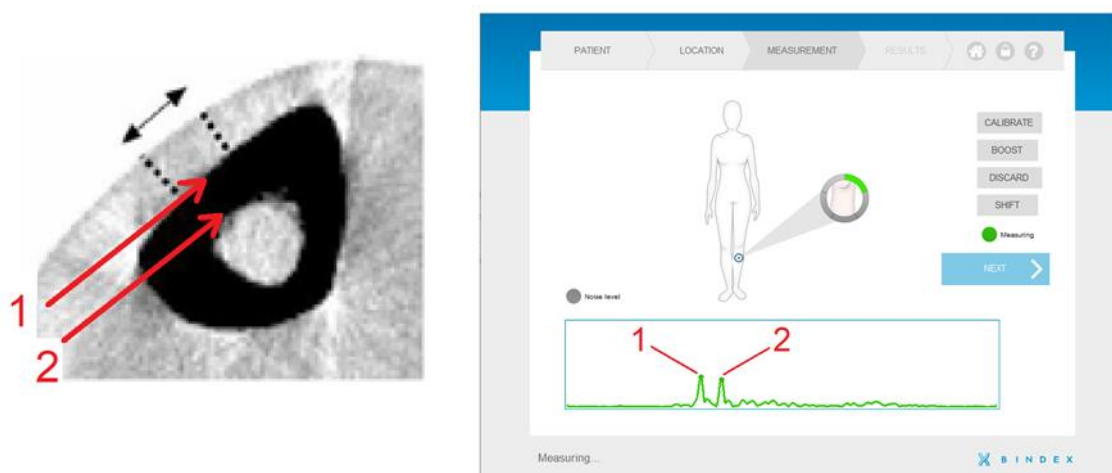 1
2
PATIENT
LOCATION
MEASUREMENT
RESULTS
?
CALIBRATE
BOOST
DISCARD
SHIFT
Measuring
NEXT
Noise level
1
2
Measuring...
BINDEX